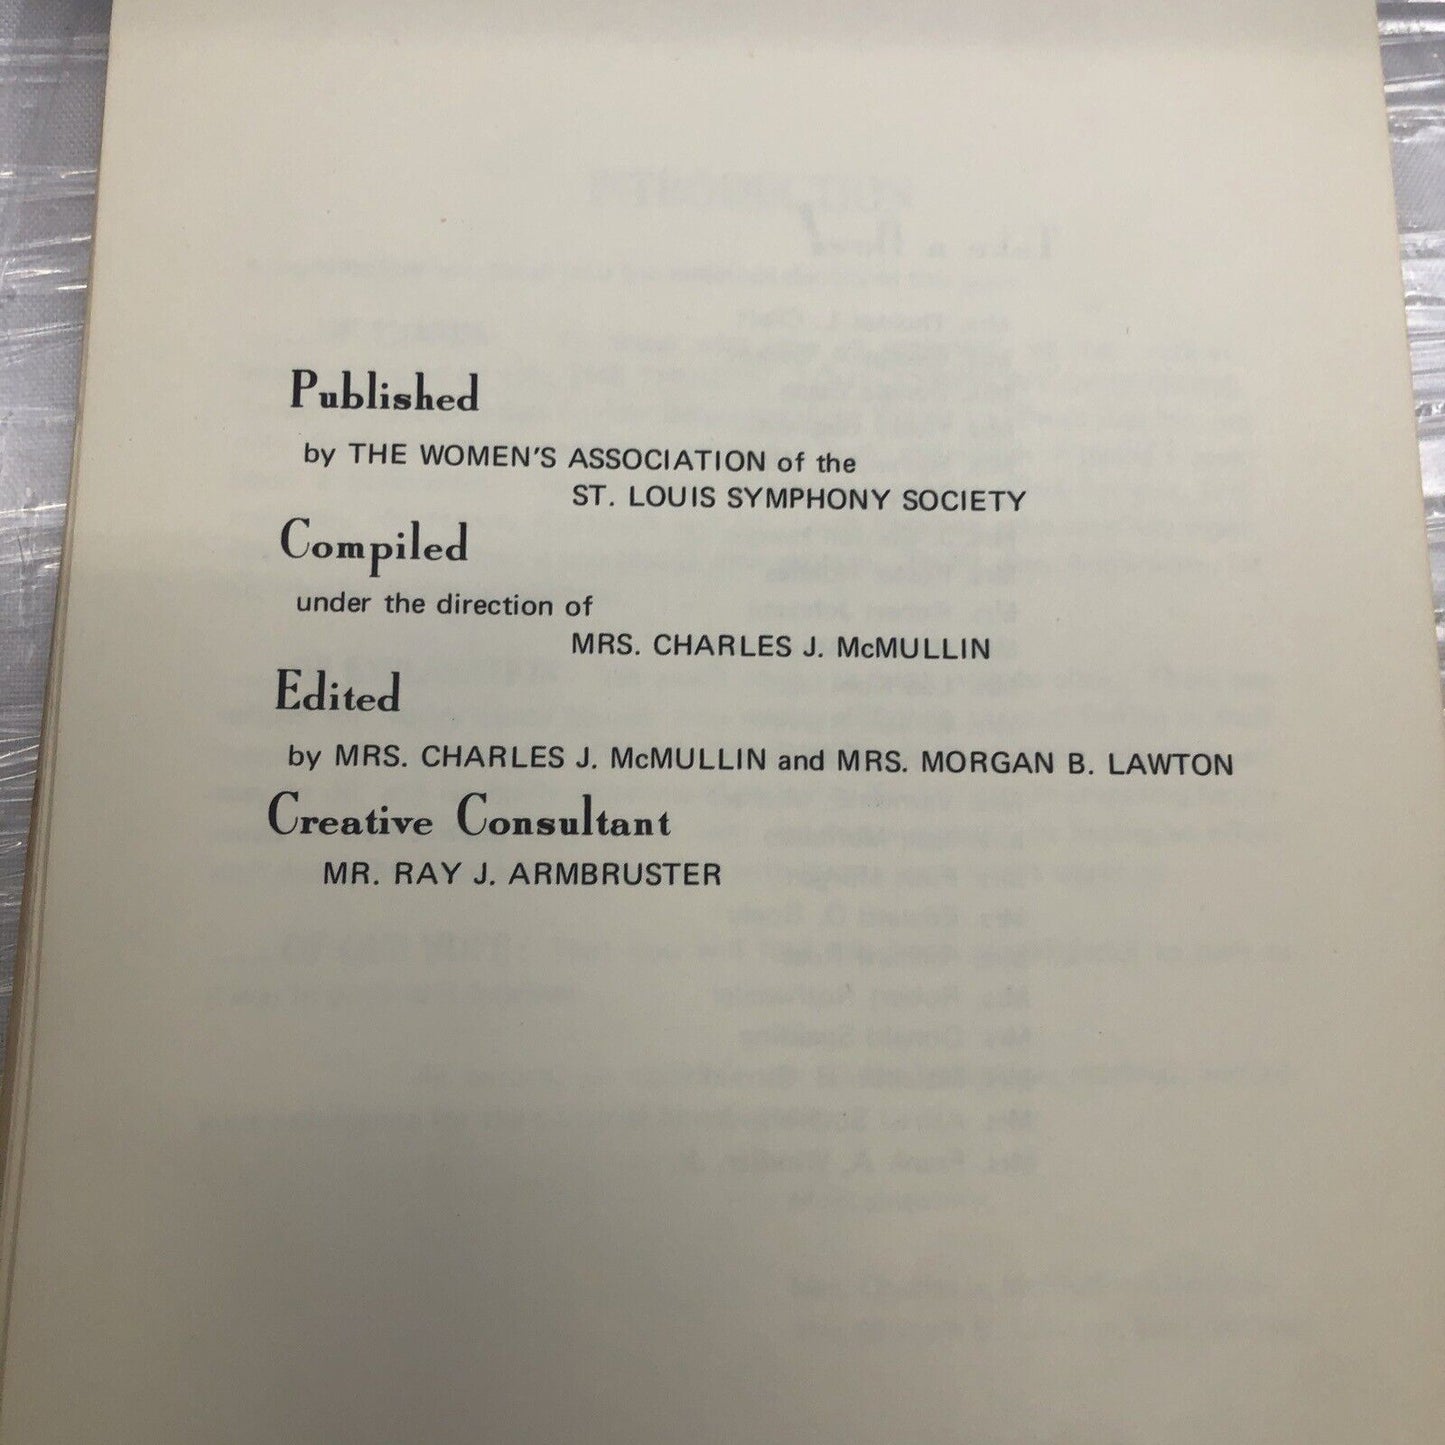 Published
by THE WOMEN'S ASSOCIATION of the
ST. LOUIS SYMPHONY SOCIETY
Compiled
under the direction of
MRS. CHARLES J. McMULLIN
Edited
by MRS. CHARLES J. McMULLIN and MRS. MORGAN B. LAWTON
Creative Consultant
MR. RAY J. ARMBRUSTER